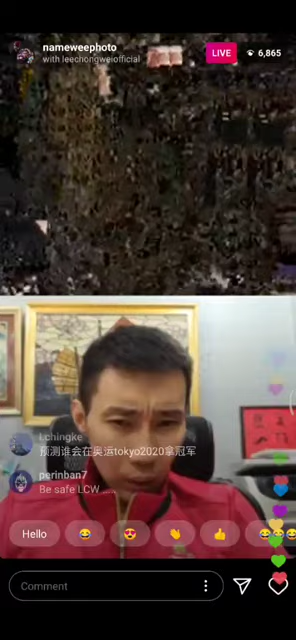 nameweephoto
with leechongweiofficial
LIVE
6,865
l.chingke
预测谁会在奥运tokyo2020拿冠军
perinban7
Be safe LCW ....
Hello
Comment